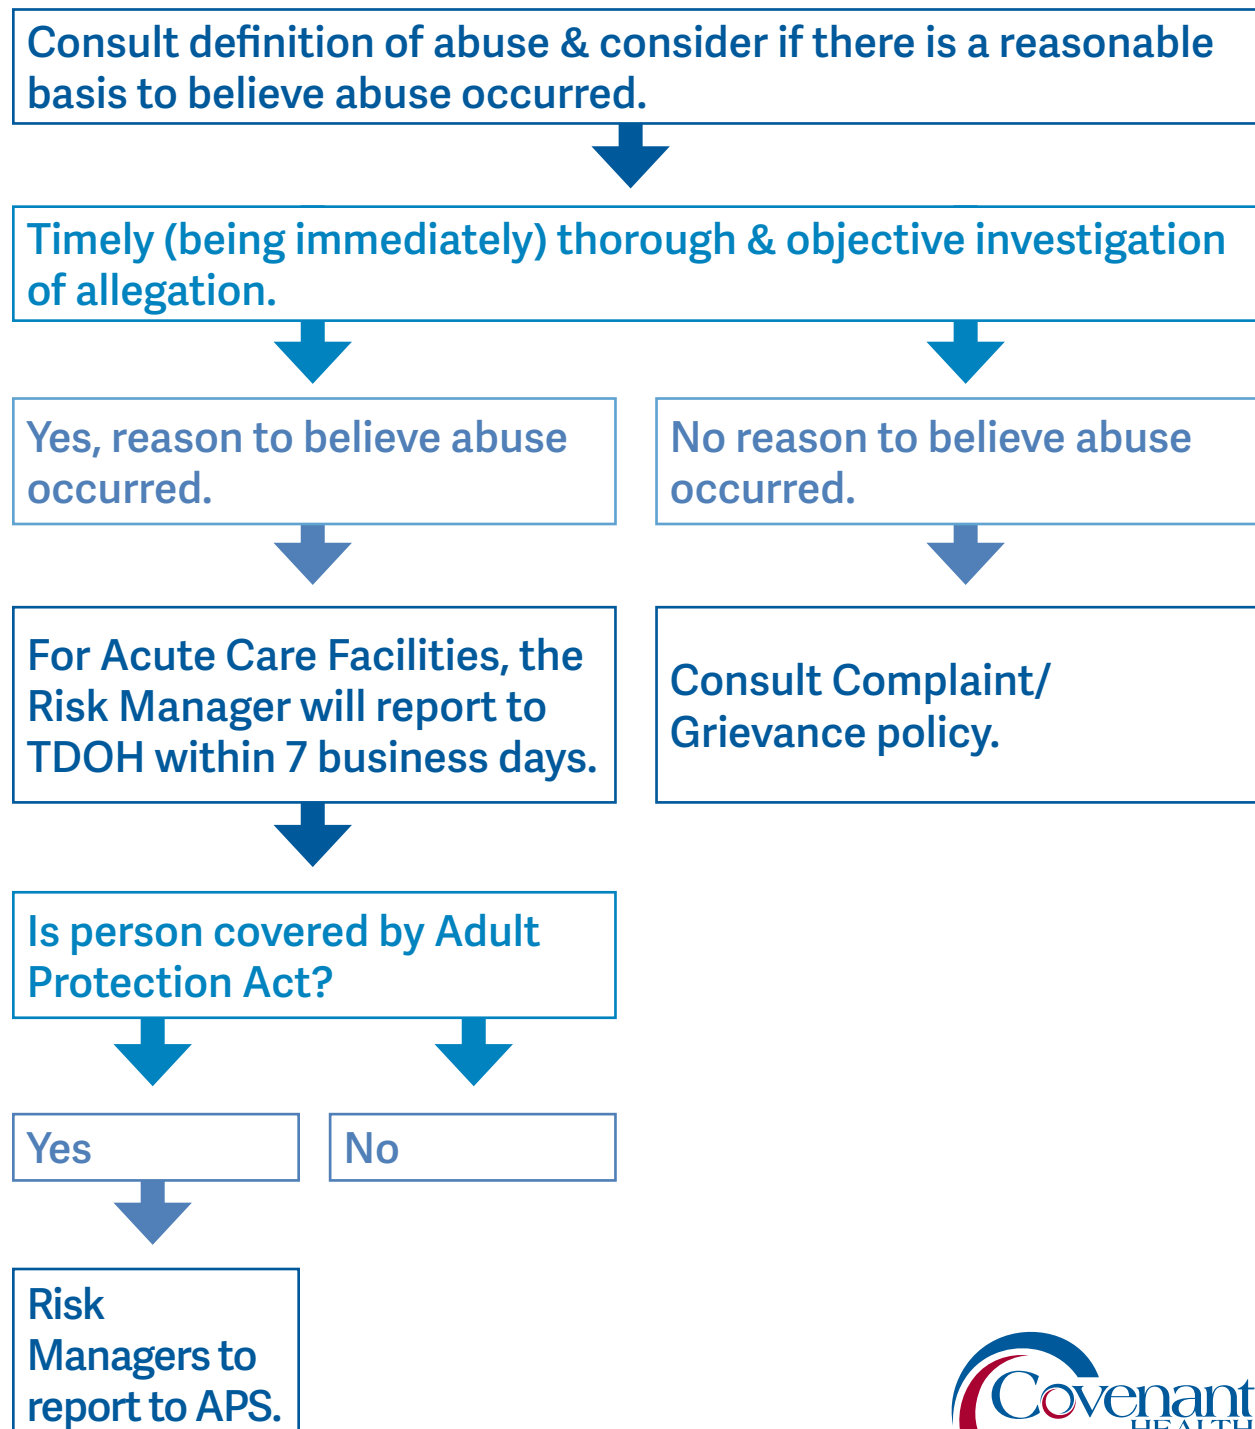 Consult definition of abuse & consider if there is a reasonable
basis to believe abuse occurred.
Timely (being immediately) thorough & objective investigation
of allegation.
Yes, reason to believe abuse
occurred.
No reason to believe abuse
occurred.
For Acute Care Facilities, the
Risk Manager will report to
TDOH within 7 business days.
Consult Complaint/
Grievance policy.
Is person covered by Adult
Protection Act?
Yes
No
Risk
Managers to
report to APS.
Covenant
HEALTH